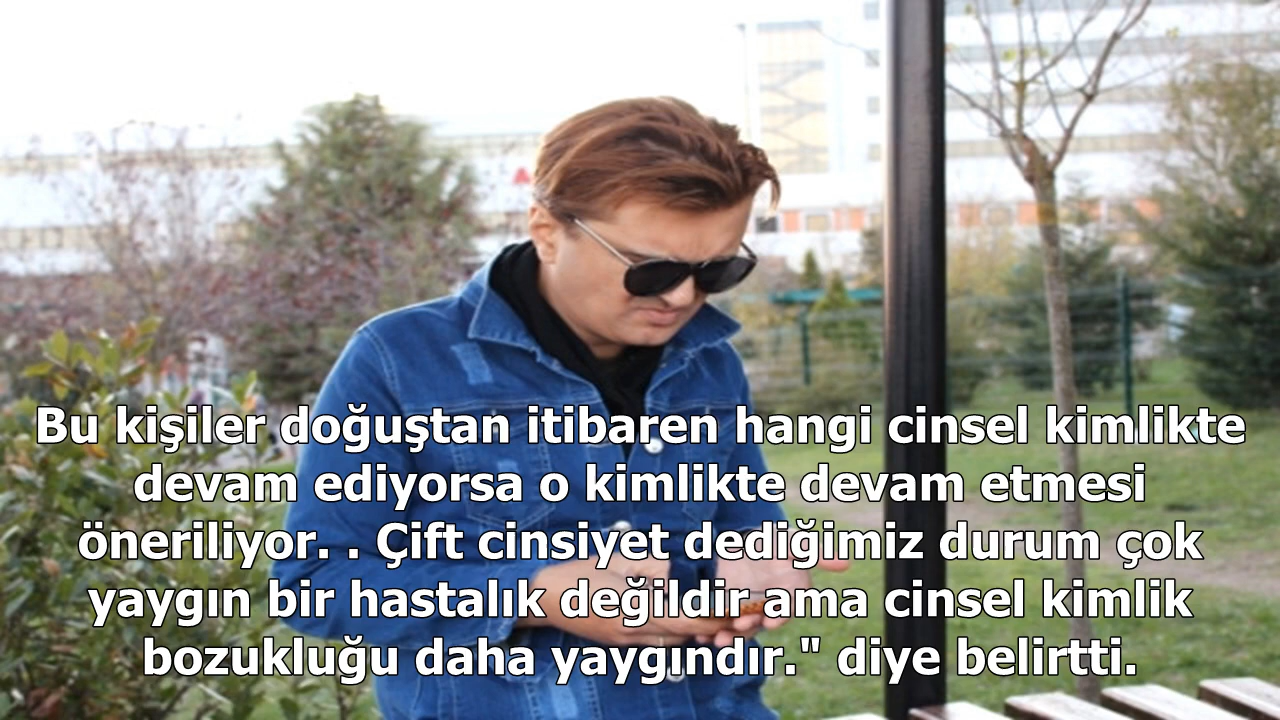 Bu kişiler doğuştan itibaren hangi cinsel kimlikte
devam ediyorsa o kimlikte devam etmesi
öneriliyor. . Çift cinsiyet dediğimiz durum çok
yaygın bir hastalık değildir ama cinsel kimlik
bozukluğu daha yaygındır." diye belirtti.